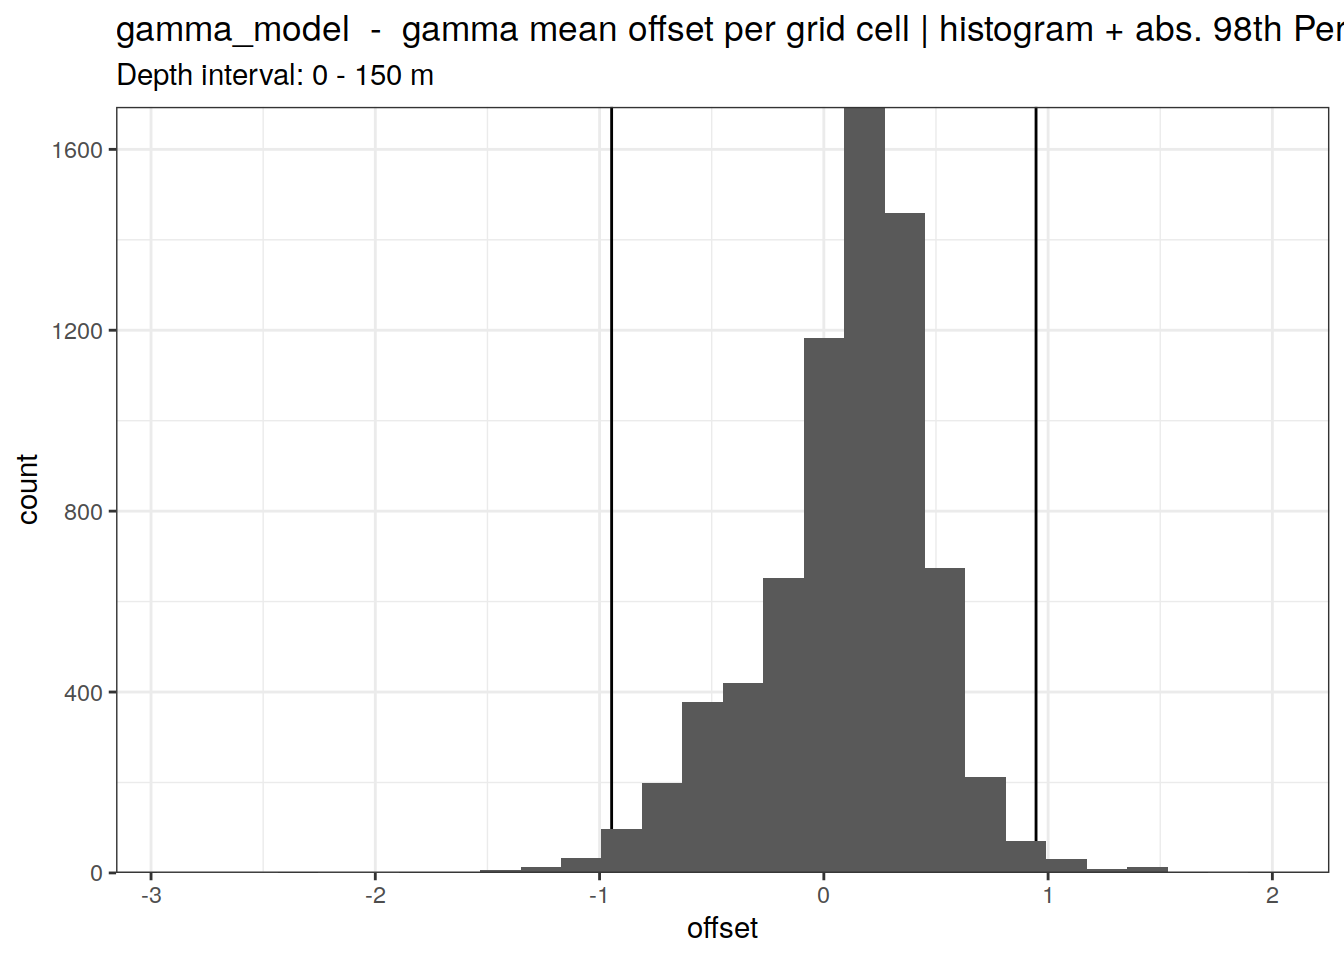 gamma_model - gamma mean offset per grid cell | histogram + abs. 98th Per
Depth interval: 0 - 150 m
1600
1200
800
400
0
count
-3 -2 -1 0 1 2
offset